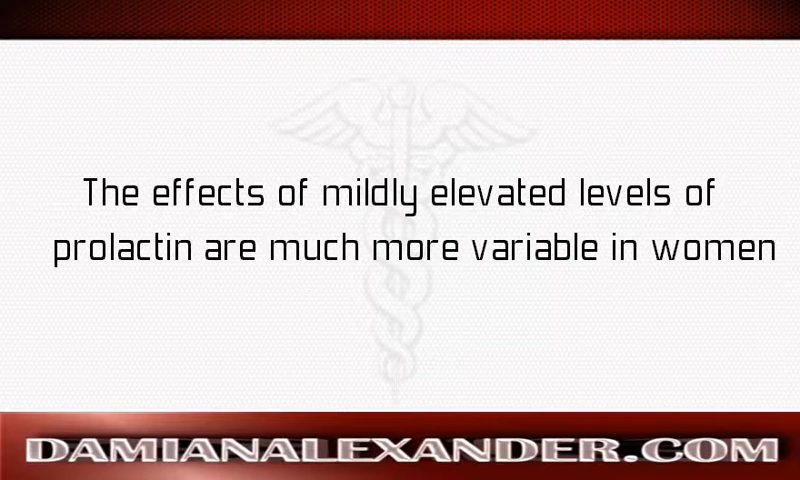 The effects of mildly elevated levels of
prolactin are much more variable in women
DAMIANALEXANDER.COM